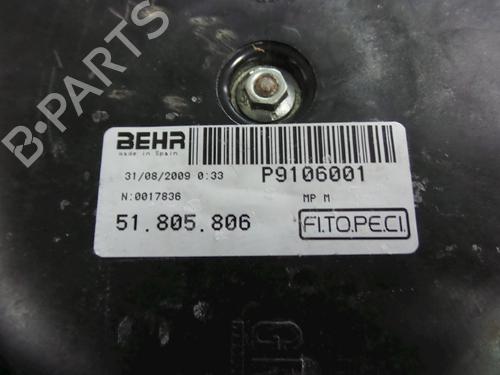 B-PARTS
BEHR
made in Spain
31/08/2009 0:33
P9106001
N:0017836
MP M
51.805.806
FI.TO.PE.CI.